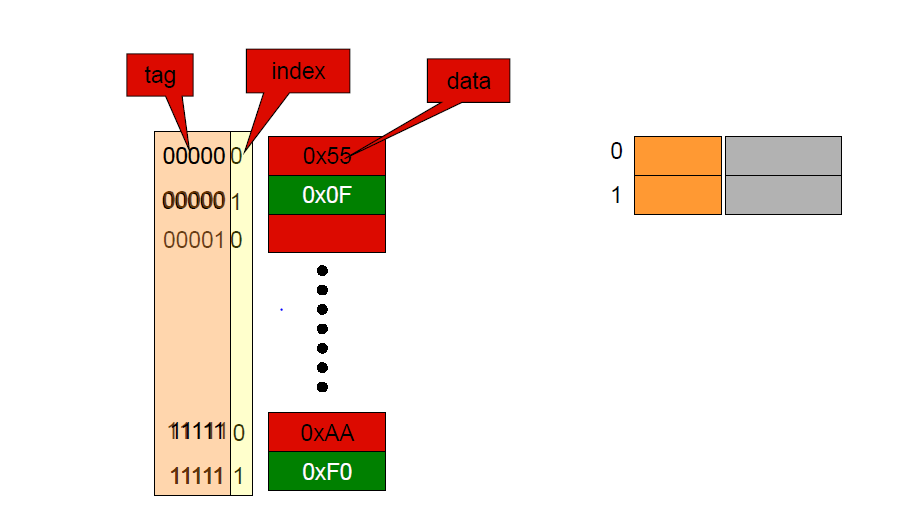 tag
index
data
00000 0
0x55
00000 1
0x0F
00001 0
0xAA
11111 0
11111 1
0xF0
0
1